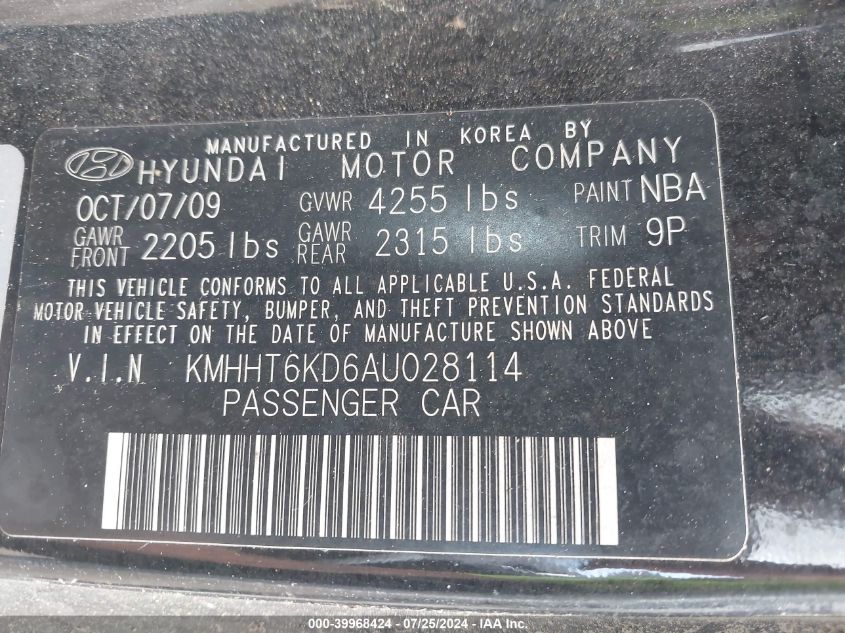 MANUFACTURED IN KOREA BY
HYUNDAI MOTOR COMPANY
OCT/07/09 GVWR 4255 lbs PAINT NBA
GAWR FRONT 2205 lbs GAWR REAR 2315 lbs TRIM 9P
THIS VEHICLE CONFORMS TO ALL APPLICABLE U.S.A. FEDERAL
MOTOR VEHICLE SAFETY, BUMPER, AND THEFT PREVENTION STANDARDS
IN EFFECT ON THE DATE OF MANUFACTURE SHOWN ABOVE
V.I.N KMHHT6KD6AU028114
PASSENGER CAR
000-39968424 - 07/25/2024 - IAAI.COM